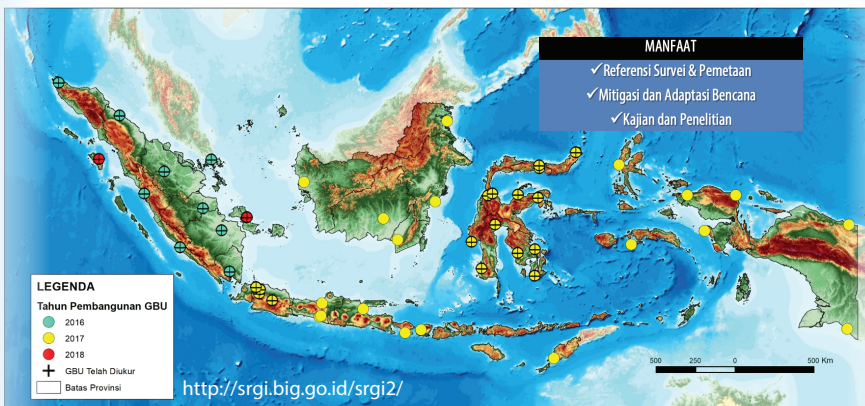 MANFAAT
✓Referensi Survei & Pemetaan
✓Mitigasi dan Adaptasi Bencana
✓Kajian dan Penelitian
LEGENDA
Tahun Pembangunan GBU
2016
2017
2018
GBU Telah Diukur
Batas Provinsi
http://srgi.big.go.id/srgi2/
500 250 0 500 Km